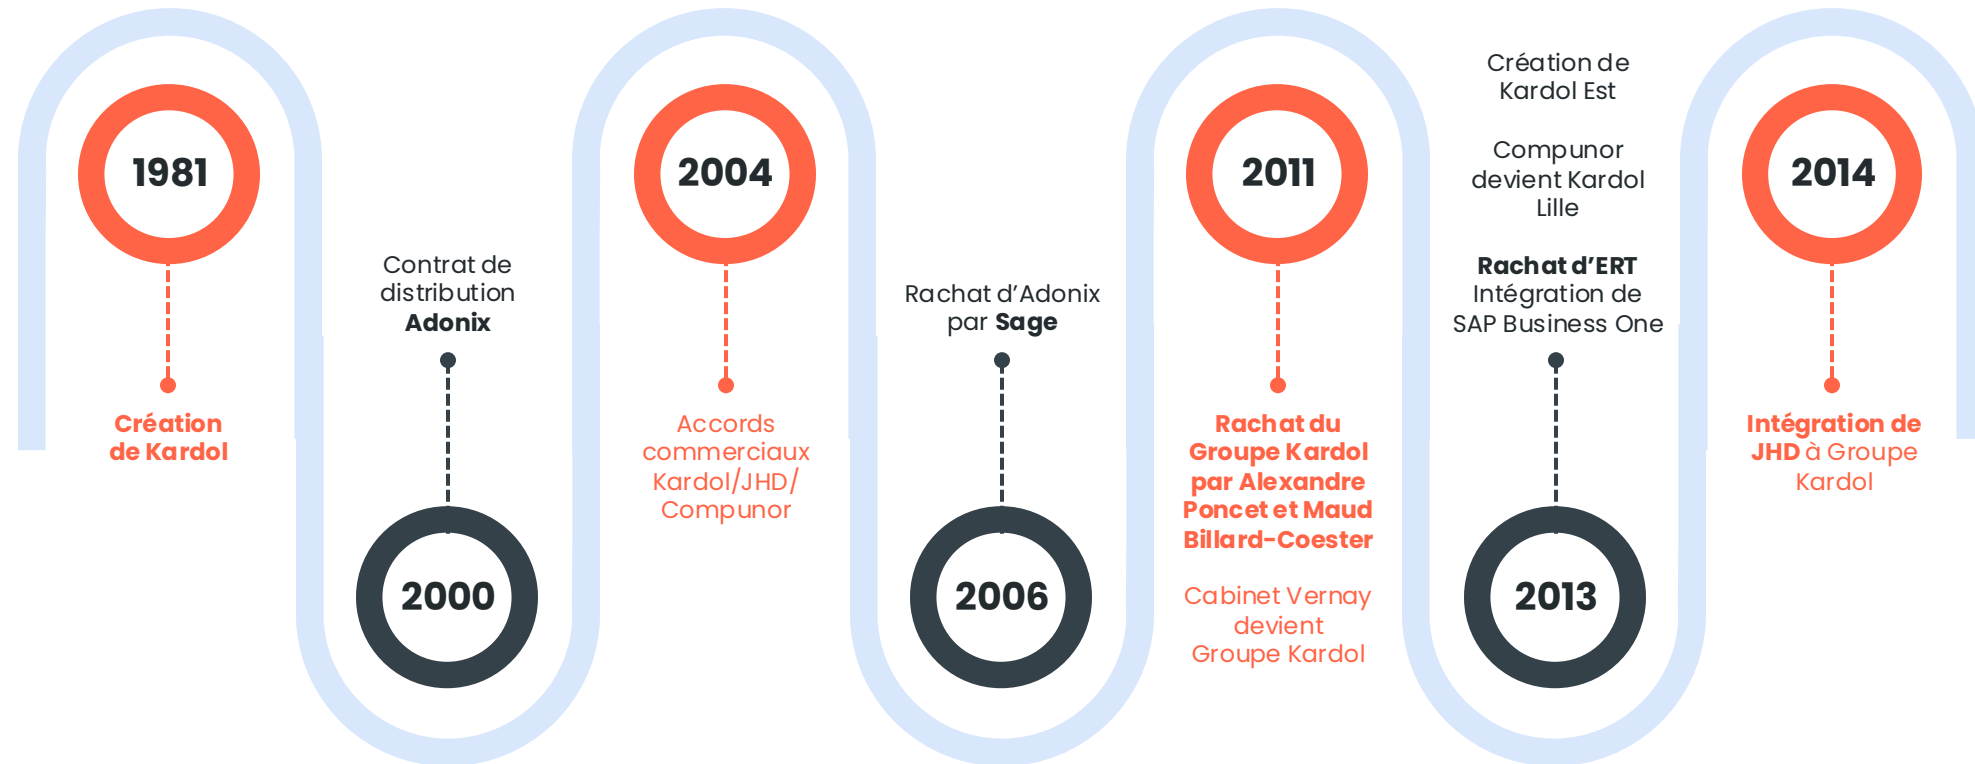 1981
Création
de Kardol
Contrat de
distribution
Adonix
2000
2004
Accords
commerciaux
Kardol/JHD/
Compunor
Rachat d’Adonix
par Sage
2006
2011
Rachat du
Groupe Kardol
par Alexandre
Poncet et Maud
Billard-Coester
Cabinet Vernay
devient
Groupe Kardol
Création de
Kardol Est
Compunor
devient Kardol
Lille
Rachat d’ERT
Intégration de
SAP Business One
2013
2014
Intégration de
JHD à Groupe
Kardol